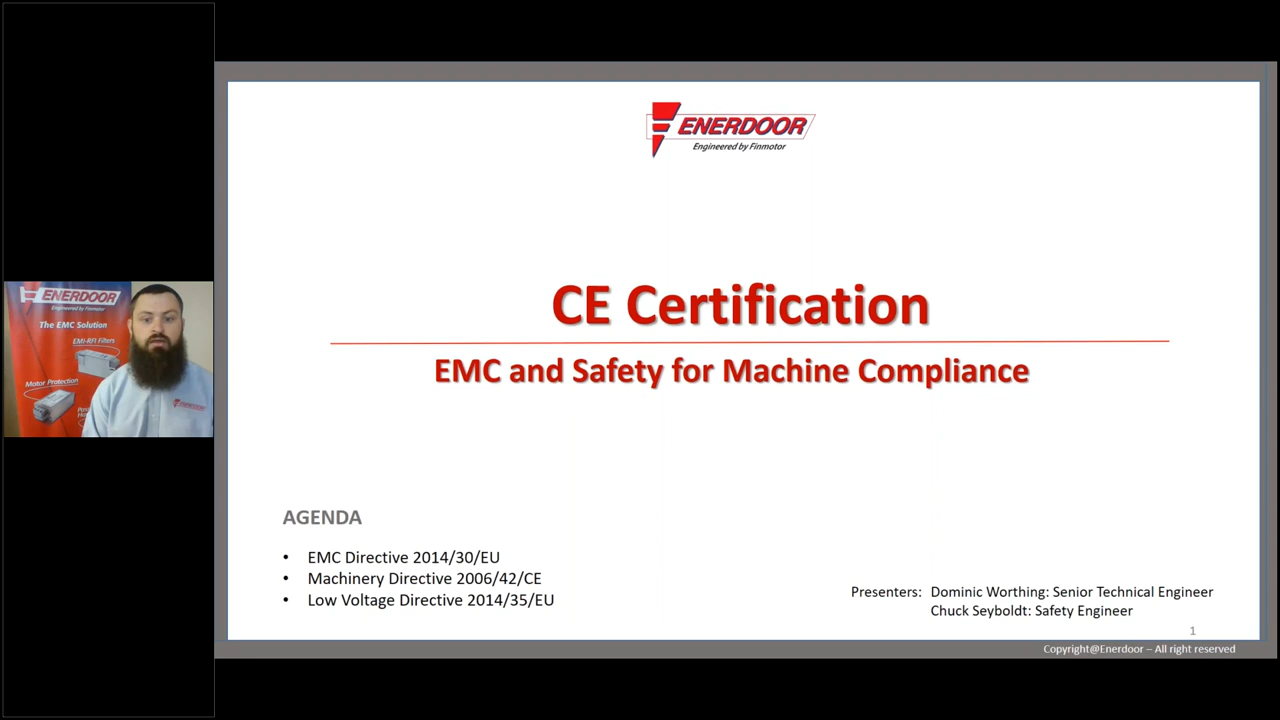 ENERDOOR
Engineered by Finmotor
The EMC Solution
EMI-RFI Filters
Motor Protection
ENERDOOR
Engineered by Finmotor
CE Certification
EMC and Safety for Machine Compliance
AGENDA
• EMC Directive 2014/30/EU
• Machinery Directive 2006/42/CE
• Low Voltage Directive 2014/35/EU
Presenters: Dominic Worthing: Senior Technical Engineer
Chuck Seyboldt: Safety Engineer
1
Copyright@Enerdoor – All right reserved